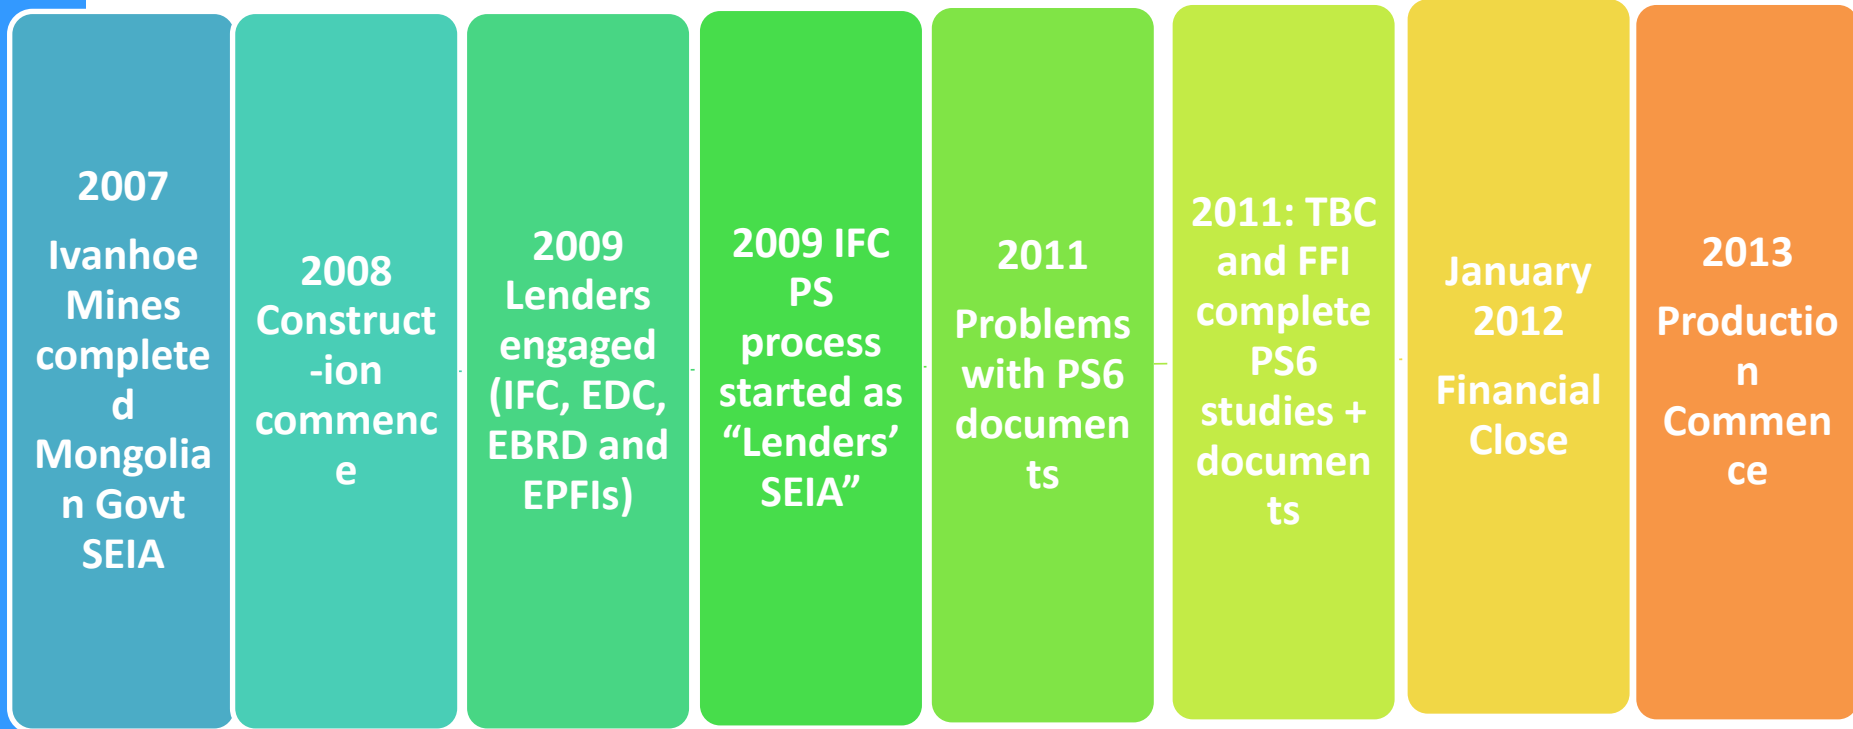 2007
Ivanhoe
Mines
complete
d
Mongolia
n Govt
SEIA
2008
Construct
-ion
commenc
e
2009
Lenders
engaged
(IFC, EDC,
EBRD and
EPFIs)
2009 IFC
PS
process
started as
“Lenders’
SEIA”
2011
Problems
with PS6
documen
ts
2011: TBC
and FFI
complete
PS6
studies +
documen
ts
January
2012
Financial
Close
2013
Productio
n
Commen
ce